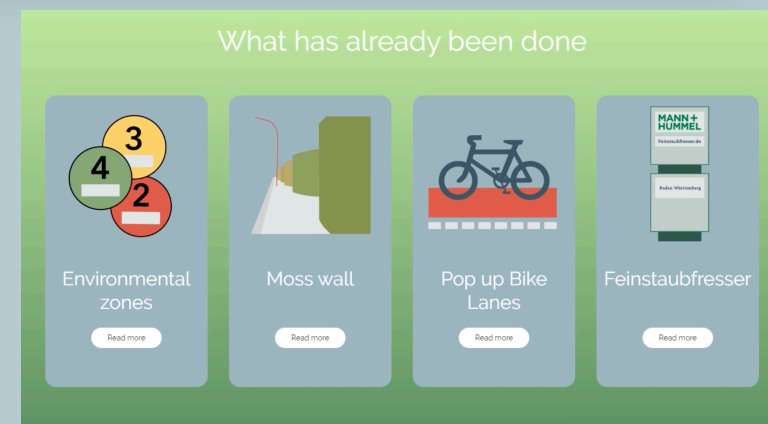 What has already been done
3
4
2
MANN+
HUMMEL
Feinstaubfresser.de
Baden-Württemberg
Environmental
zones
Moss wall
Pop up Bike
Lanes
Feinstaubfresser
Read more
Read more
Read more
Read more